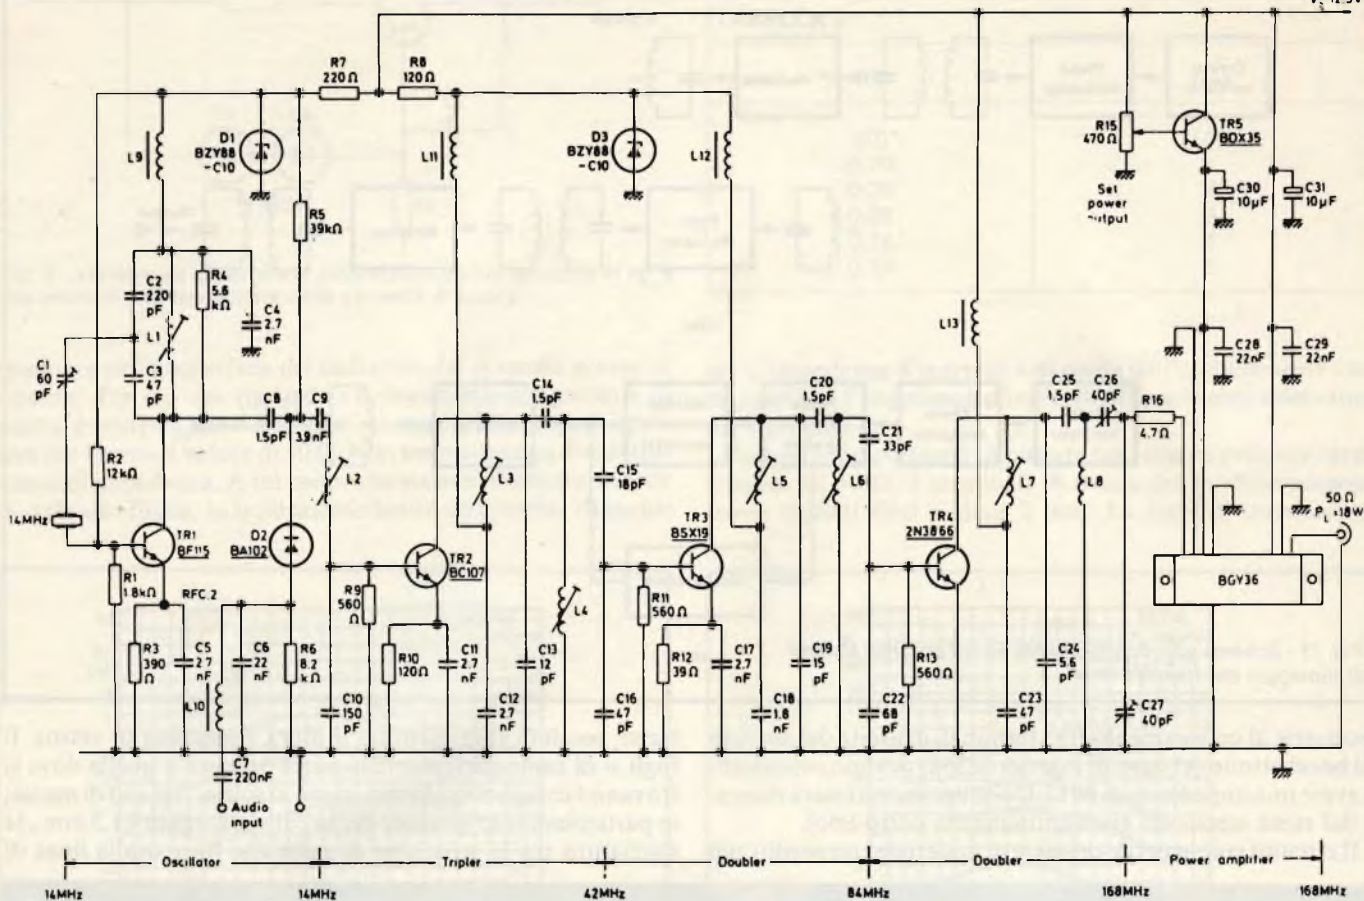 R7
220Ω
R8
120Ω
L9
D1
BZY88
-C10
L11
D3
BZY88
-C10
L12
R15
470Ω
Set
power
TR5
BDX35
C30
10µF
C31
10µF
R5
39kΩ
C2
220
pF
R4
5.6
kΩ
L1
C4
2.7
nF
C1
60
pF
47
pF
L13
C28
22nF
C29
22nF
C8
1.5pF
C9
3.9nF
C14
1.5pF
C20
1.5pF
C25
1.5pF
C26
40pF
R16
4.7Ω
R2
12kΩ
L2
L3
C15
18pF
L5
L6
C21
33pF
L7
L8
14MHz
TR1
BF115
D2
BA102
TR2
BC107
TR3
BSX19
TR4
2N3866
50Ω
PL=18W
BGY36
R1
1.8kΩ
RFC.2
R9
560
Ω
L4
R11
560Ω
R3
390
Ω
C5
2.7
nF
C6
22
nF
R6
8.2
kΩ
L10
C10
150
pF
R10
120Ω
C11
2.7
nF
C12
2.7
nF
C13
12
pF
C16
47
pF
R12
39Ω
C17
2.7
nF
C18
1.8
nF
C19
15
pF
C22
68
pF
R13
560Ω
C23
47
pF
C24
5.6
pF
C27
40pF
C7
220nF
Audio
input
Oscillator
Tripler
Doubler
Doubler
Power amplifier
14MHz
14MHz
42MHz
84MHz
168MHz
168MHz